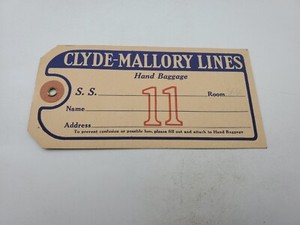 CLYDE-MALLORY LINES
Hand Baggage
S. S. Room
11
Name
Address
To prevent confusion or possible loss, please fill out and attach to Hand Baggage